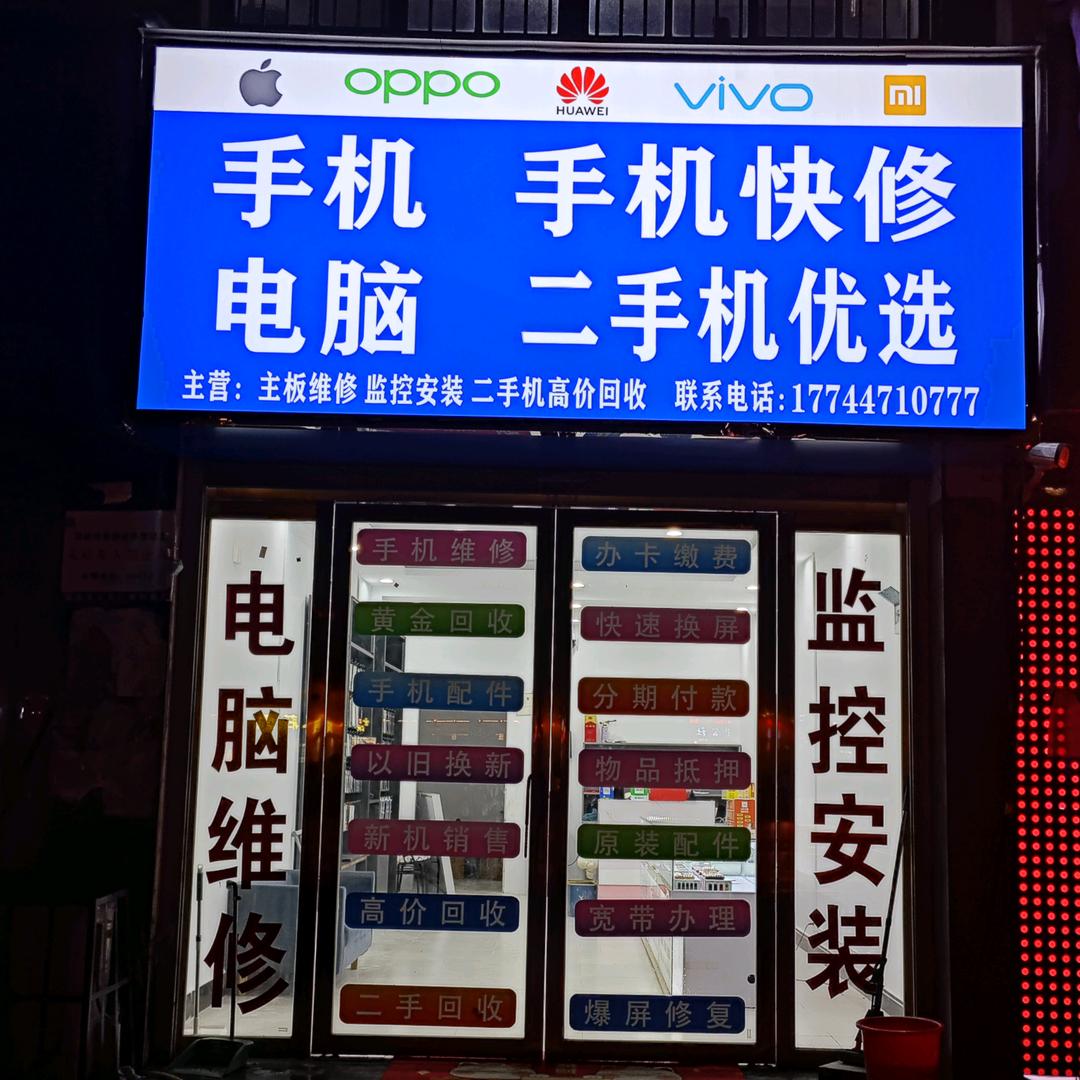 oppo
HUAWEI
vivo
mi
手机 手机快修
电脑 二手机优选
主营：主板维修 监控安装 二手机高价回收 联系电话:17744710777
电脑维修
手机维修
黄金回收
手机配件
以旧换新
新机销售
高价回收
二手回收
办卡缴费
快速换屏
分期付款
物品抵押
原装配件
宽带办理
爆屏修复
监控安装